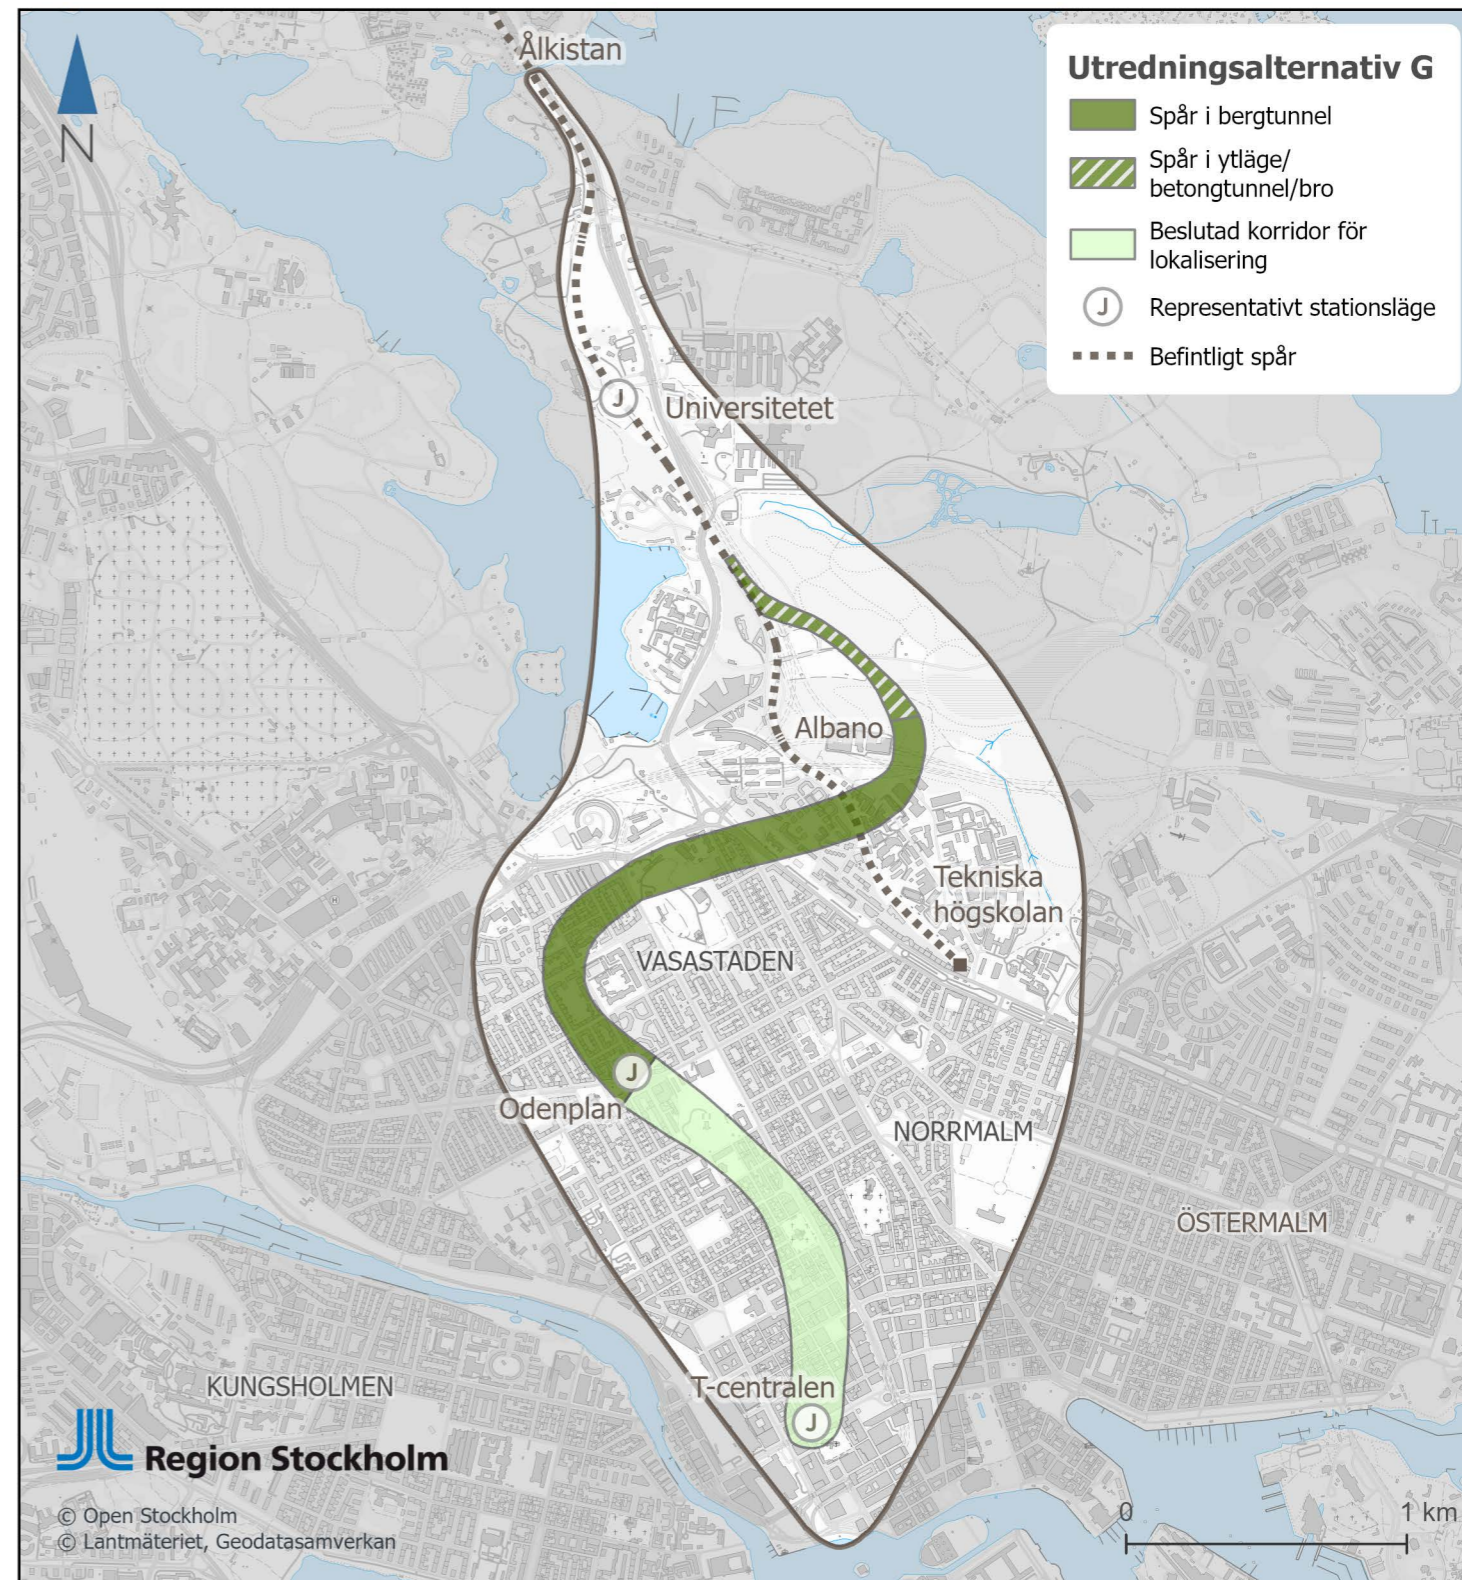 Ålkistan
N
Utredningsalternativ G
Spår i bergtunnel
Spår i ytläge/
betongtunnel/bro
Beslutad korridor för
lokalisering
J
Representativt stationsläge
Befintligt spår
J
Universitetet
Albano
Tekniska
högskolan
VASASTADEN
J
Odenplan
NORRMALM
ÖSTERMALM
KUNGSHOLMEN
T-centralen
J
Region Stockholm
© Open Stockholm
© Lantmäteriet, Geodatasamverkan
0
1 km